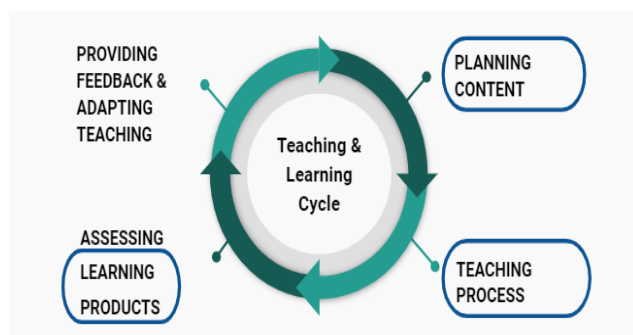 PROVIDING
FEEDBACK &
ADAPTING
TEACHING
PLANNING
CONTENT
Teaching &
Learning
Cycle
ASSESSING
LEARNING
PRODUCTS
TEACHING
PROCESS